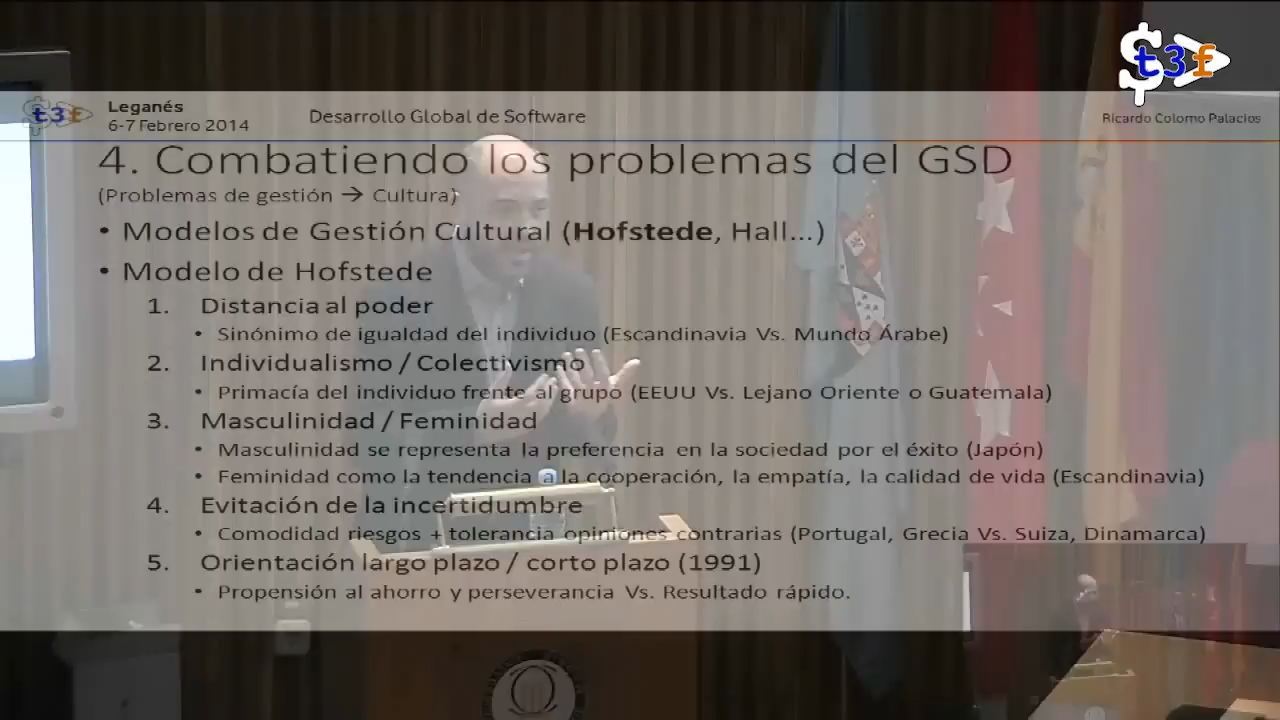 t3f
t3f
Leganés
6-7 Febrero 2014
Desarrollo Global de Software
Ricardo Colomo Palacios
4. Combatiendo los problemas del GSD
(Problemas de gestión → Cultura)
• Modelos de Gestión Cultural (Hofstede, Hall...)
• Modelo de Hofstede
1. Distancia al poder
• Sinónimo de igualdad del individuo (Escandinavia Vs. Mundo Árabe)
2. Individualismo / Colectivismo
• Primacía del individuo frente al grupo (EEUU Vs. Lejano Oriente o Guatemala)
3. Masculinidad / Feminidad
• Masculinidad se representa la preferencia en la sociedad por el éxito (Japón)
• Feminidad como la tendencia a la cooperación, la empatía, la calidad de vida (Escandinavia)
4. Evitación de la incertidumbre
• Comodidad riesgos + tolerancia opiniones contrarias (Portugal, Grecia Vs. Suiza, Dinamarca)
5. Orientación largo plazo / corto plazo (1991)
• Propensión al ahorro y perseverancia Vs. Resultado rápido.